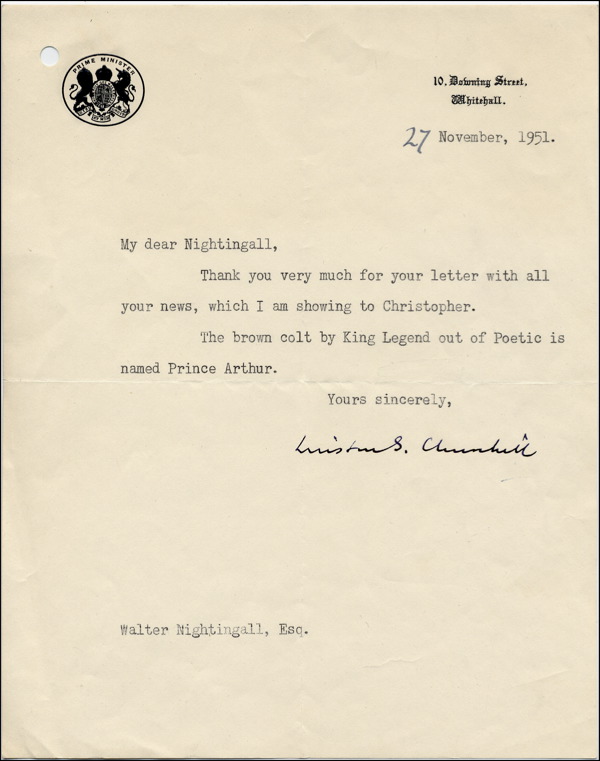 PRIME MINISTER
10, Downing Street,
Whitehall.
27 November, 1951.
My dear Nightingall,
Thank you very much for your letter with all
your news, which I am showing to Christopher.
The brown colt by King Legend out of Poetic is
named Prince Arthur.
Yours sincerely,
Winston S. Churchill
Walter Nightingall, Esq.